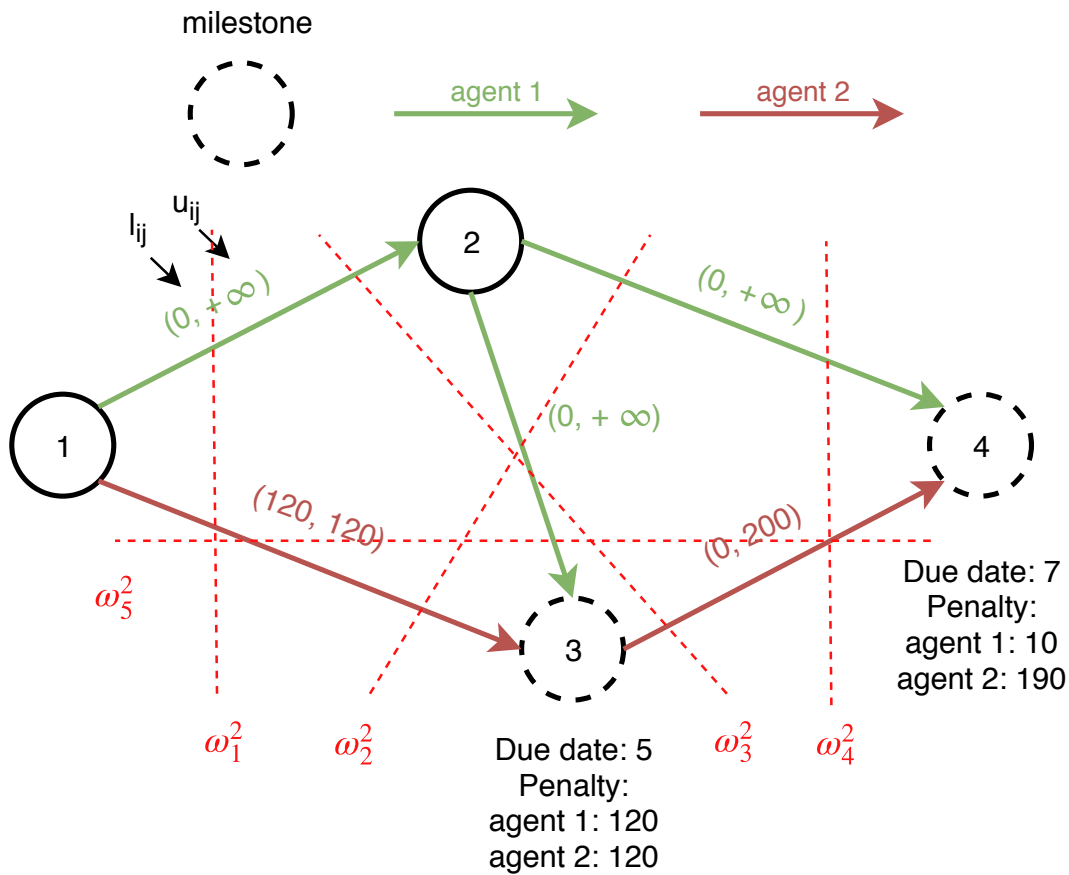 milestone
agent 1
agent 2
l_ij
u_ij
2
(0, +∞)
(0, +∞)
(0, + ∞)
1
4
(120, 120)
(0, 200)
3
ω_5^2
Due date: 7
Penalty:
agent 1: 10
agent 2: 190
ω_1^2
ω_2^2
ω_3^2
ω_4^2
Due date: 5
Penalty:
agent 1: 120
agent 2: 120